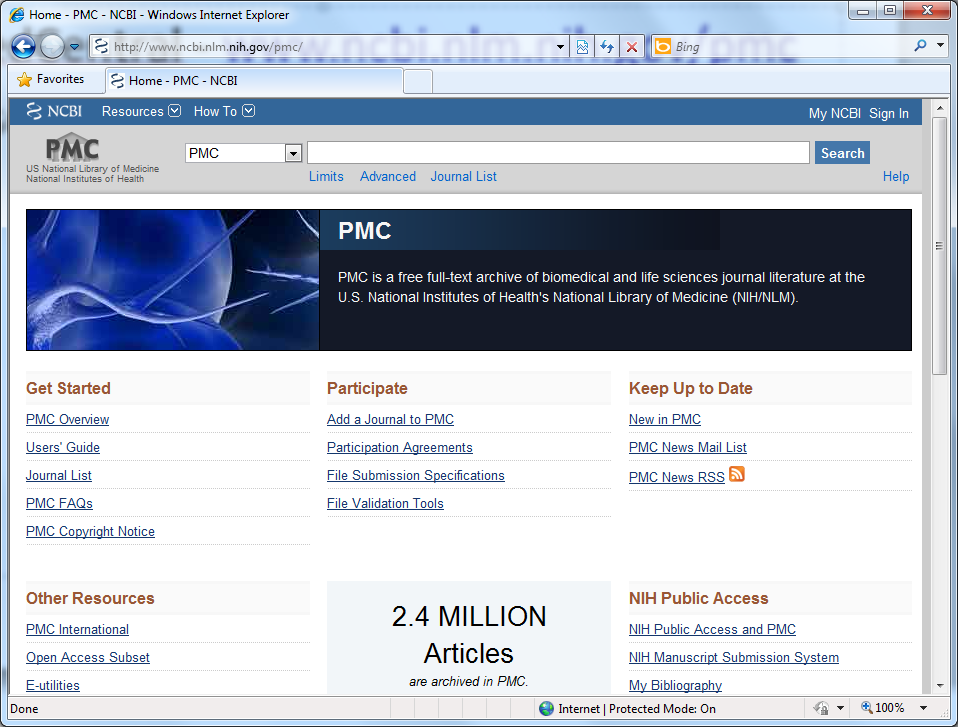 Home - PMC - NCBI - Windows Internet Explorer
http://www.ncbi.nlm.nih.gov/pmc/
Bing
Favorites
Home - PMC - NCBI
NCBI Resources How To My NCBI Sign In
PMC
US National Library of Medicine
National Institutes of Health
PMC
Search
Limits Advanced Journal List
Help
PMC
PMC is a free full-text archive of biomedical and life sciences journal literature at the
U.S. National Institutes of Health's National Library of Medicine (NIH/NLM).
Get Started
PMC Overview
Users' Guide
Journal List
PMC FAQs
PMC Copyright Notice
Participate
Add a Journal to PMC
Participation Agreements
File Submission Specifications
File Validation Tools
Keep Up to Date
New in PMC
PMC News Mail List
PMC News RSS
Other Resources
PMC International
Open Access Subset
E-utilities
2.4 MILLION
Articles
are archived in PMC.
NIH Public Access
NIH Public Access and PMC
NIH Manuscript Submission System
My Bibliography
Done
Internet | Protected Mode: On
100%